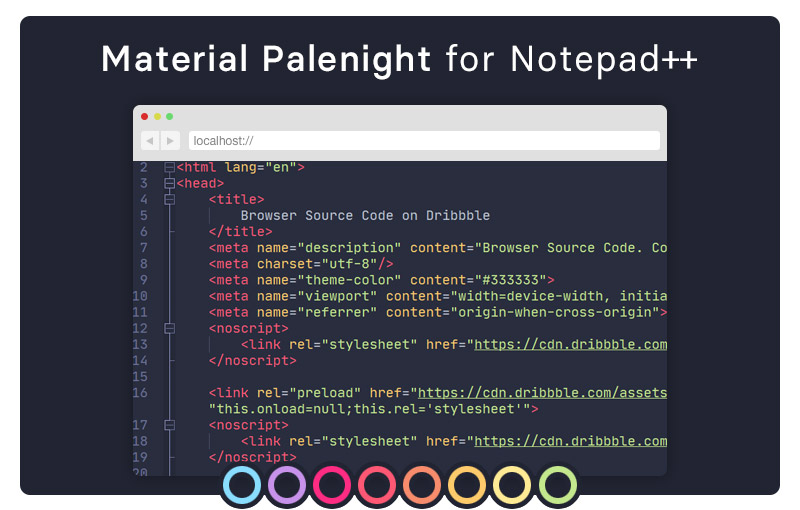 Material Palenight for Notepad++
localhost://
2 <html lang="en">
3 <head>
4 <title>
5 Browser Source Code on Dribbble
6 </title>
7 <meta name="description" content="Browser Source Code. Co
8 <meta charset="utf-8"/>
9 <meta name="theme-color" content="#333333">
10 <meta name="viewport" content="width=device-width, initia
11 <meta name="referrer" content="origin-when-cross-origin">
12 <noscript>
13 <link rel="stylesheet" href="https://cdn.dribbble.com
14 </noscript>
15
16 <link rel="preload" href="https://cdn.dribbble.com/assets
"this.onload=null;this.rel='stylesheet'">
17 <noscript>
18 <link rel="stylesheet" href="https://cdn.dribbble.com
19 </noscript>
20